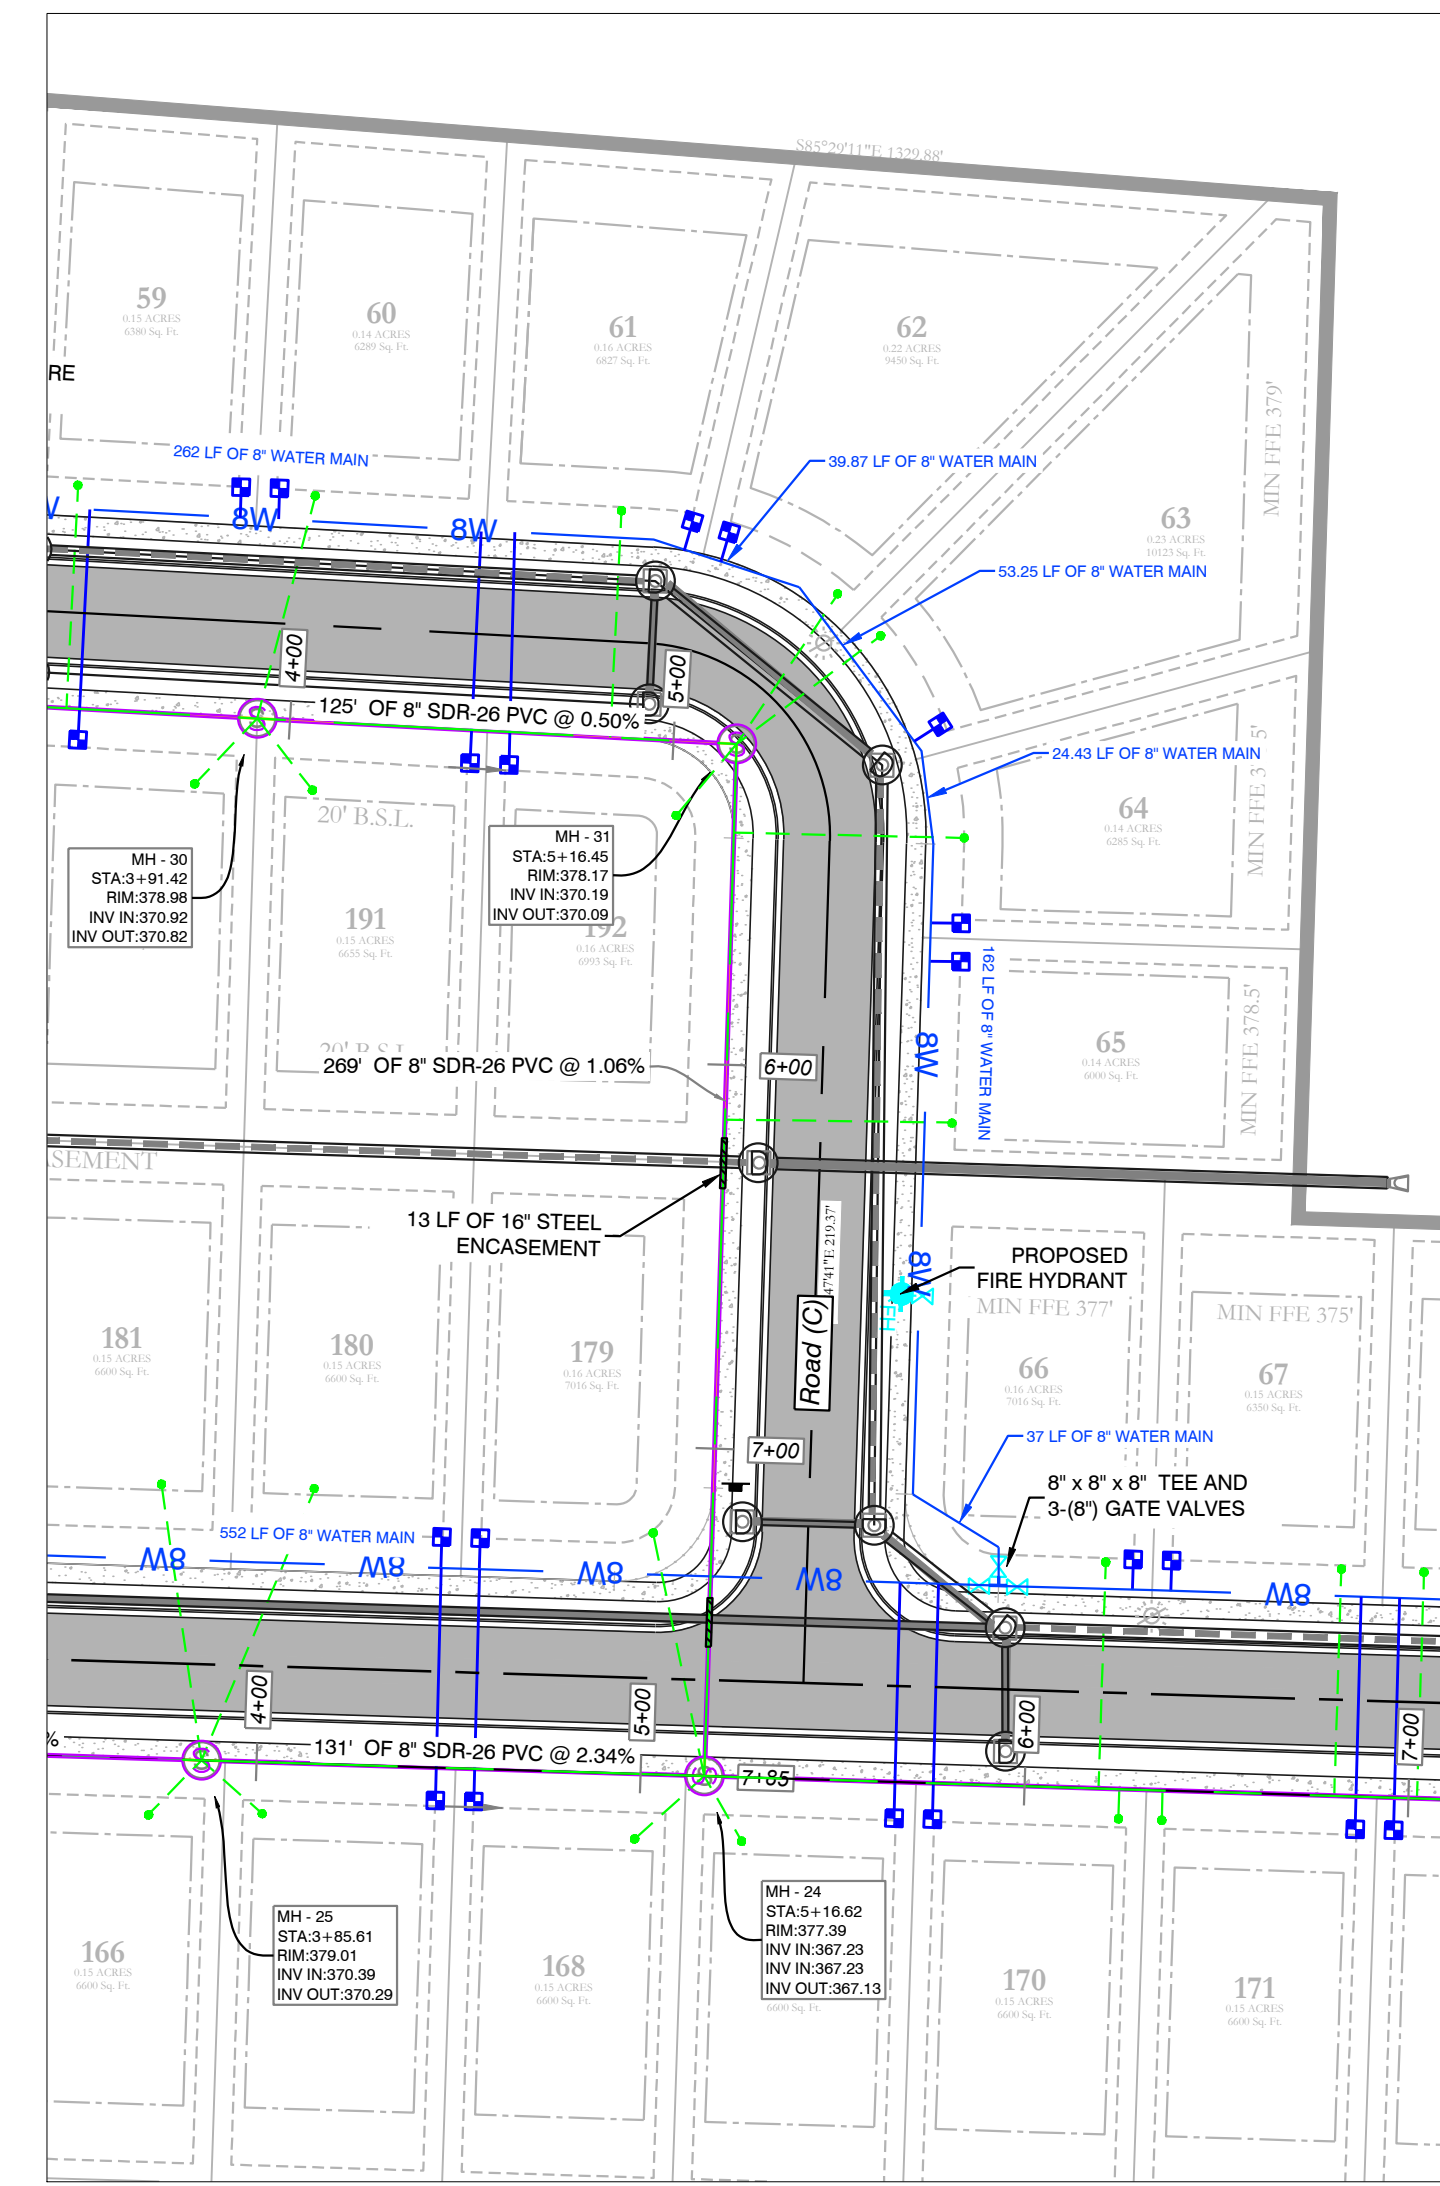 S85°29'11"E 1329.88'
59
0.15 ACRES
6380 Sq. Ft.
60
0.14 ACRES
6289 Sq. Ft.
61
0.16 ACRES
6827 Sq. Ft.
62
0.22 ACRES
9450 Sq. Ft.
RE
MIN FFE 379'
262 LF OF 8" WATER MAIN
39.87 LF OF 8" WATER MAIN
63
0.23 ACRES
10123 Sq. Ft.
8W
8W
53.25 LF OF 8" WATER MAIN
4+00
5+00
125' OF 8" SDR-26 PVC @ 0.50%
24.43 LF OF 8" WATER MAIN
20' B.S.L.
64
0.14 ACRES
6285 Sq. Ft.
MH - 31
STA:5+16.45
RIM:378.17
INV IN:370.19
INV OUT:370.09
MH - 30
STA:3+91.42
RIM:378.98
INV IN:370.92
INV OUT:370.82
191
0.15 ACRES
6655 Sq. Ft.
192
0.16 ACRES
6993 Sq. Ft.
162 LF OF 8" WATER MAIN
8W
65
0.14 ACRES
6000 Sq. Ft.
MIN FFE 378.5'
20' B.S.L.
269' OF 8" SDR-26 PVC @ 1.06%
6+00
SEMENT
13 LF OF 16" STEEL
ENCASEMENT
47'41"E 219.37'
8W
PROPOSED
FIRE HYDRANT
FH
MIN FFE 377'
MIN FFE 375'
Road (C)
181
0.15 ACRES
6600 Sq. Ft.
180
0.15 ACRES
6600 Sq. Ft.
179
0.16 ACRES
7016 Sq. Ft.
66
0.16 ACRES
7016 Sq. Ft.
67
0.15 ACRES
6350 Sq. Ft.
7+00
37 LF OF 8" WATER MAIN
8" x 8" x 8" TEE AND
3-(8") GATE VALVES
552 LF OF 8" WATER MAIN
8W
8W
8W
8W
8W
4+00
5+00
6+00
7+00
%
131' OF 8" SDR-26 PVC @ 2.34%
7+85
MH - 24
STA:5+16.62
RIM:377.39
INV IN:367.23
INV IN:367.23
INV OUT:367.13
6600 Sq. Ft.
MH - 25
STA:3+85.61
RIM:379.01
INV IN:370.39
INV OUT:370.29
166
0.15 ACRES
6600 Sq. Ft.
168
0.15 ACRES
6600 Sq. Ft.
170
0.15 ACRES
6600 Sq. Ft.
171
0.15 ACRES
6600 Sq. Ft.